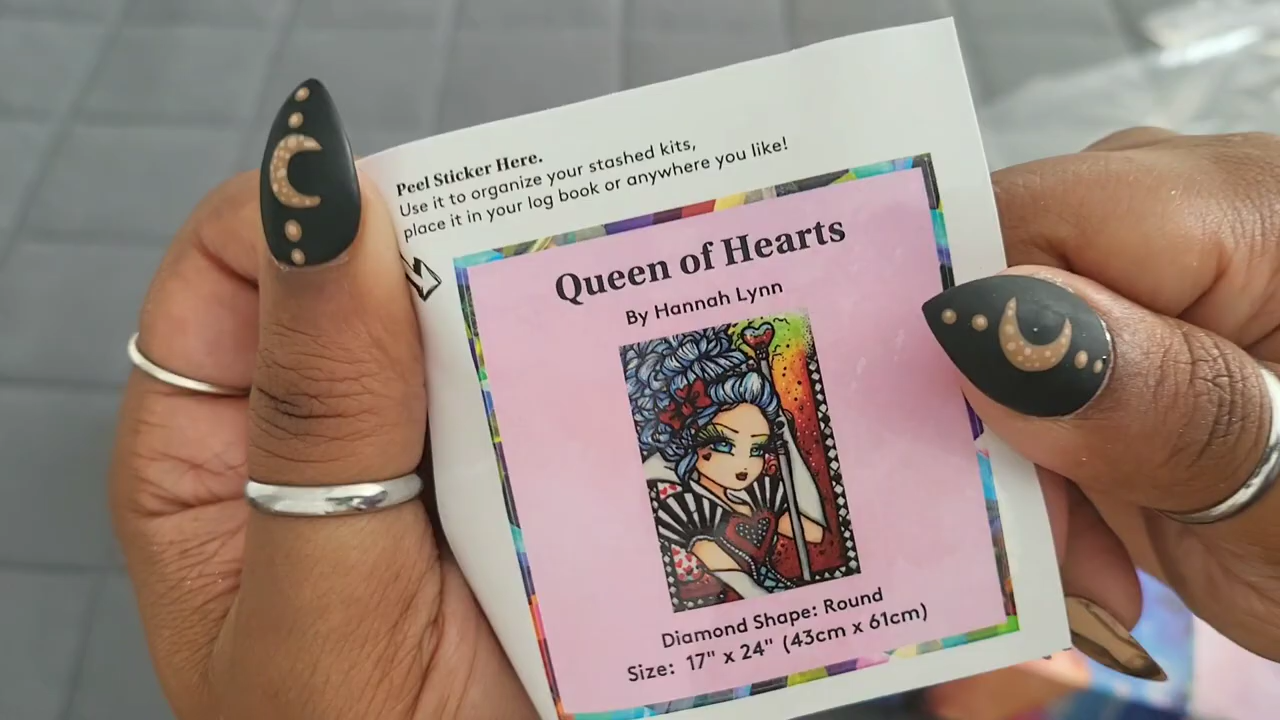 Peel Sticker Here.
Use it to organize your stashed kits,
place it in your log book or anywhere you like!
Queen of Hearts
By Hannah Lynn
Diamond Shape: Round
Size: 17" x 24" (43cm x 61cm)